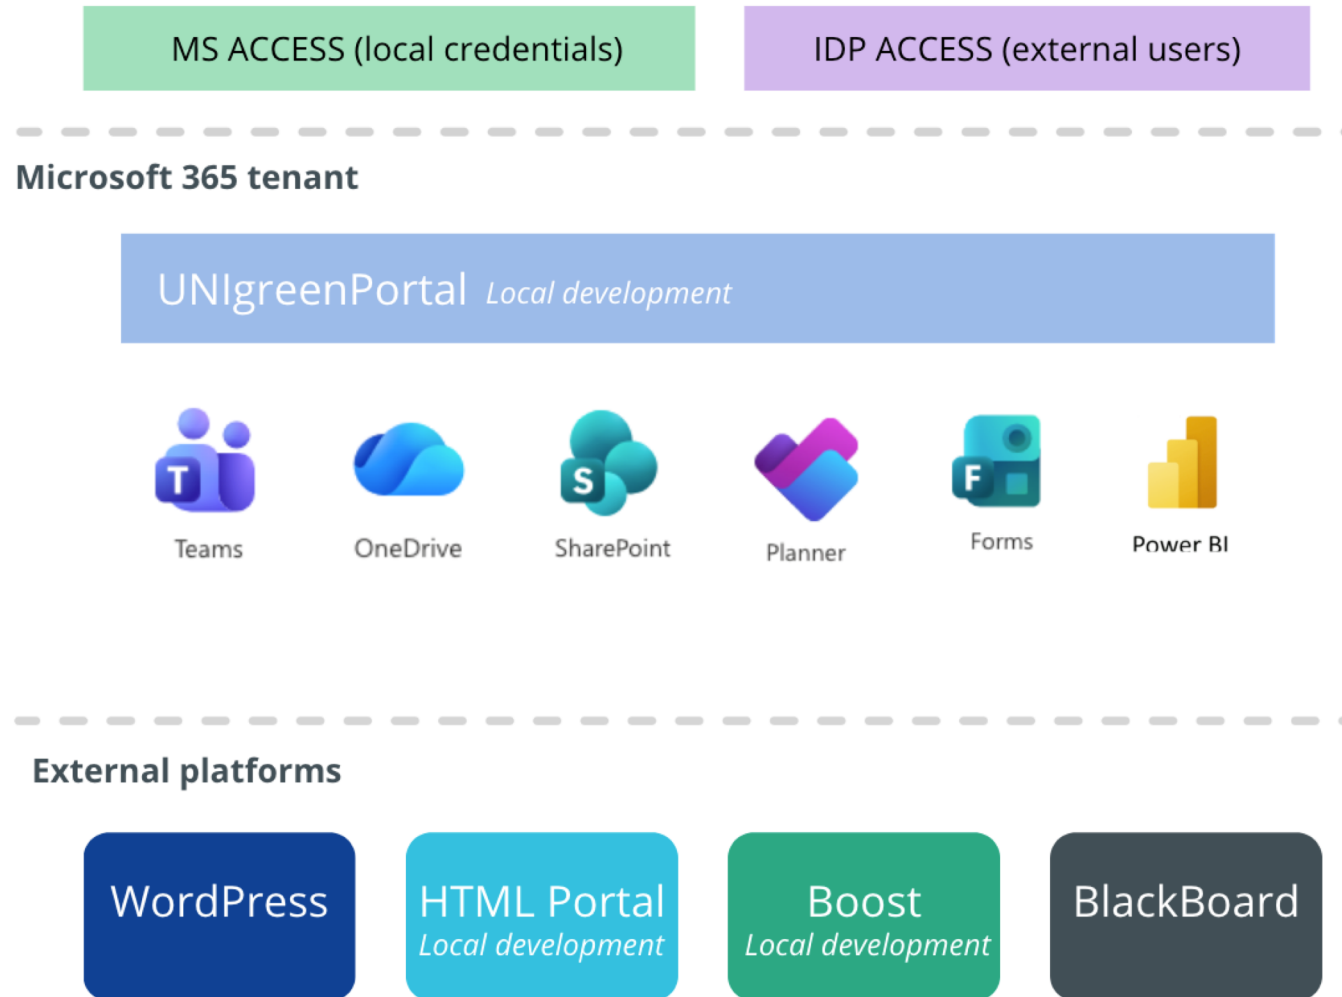 MS ACCESS (local credentials)
IDP ACCESS (external users)
Microsoft 365 tenant
UNIgreenPortal Local development
T
S
F
Teams
OneDrive
SharePoint
Planner
Forms
Power BI
External platforms
WordPress
HTML Portal
Local development
Boost
Local development
BlackBoard